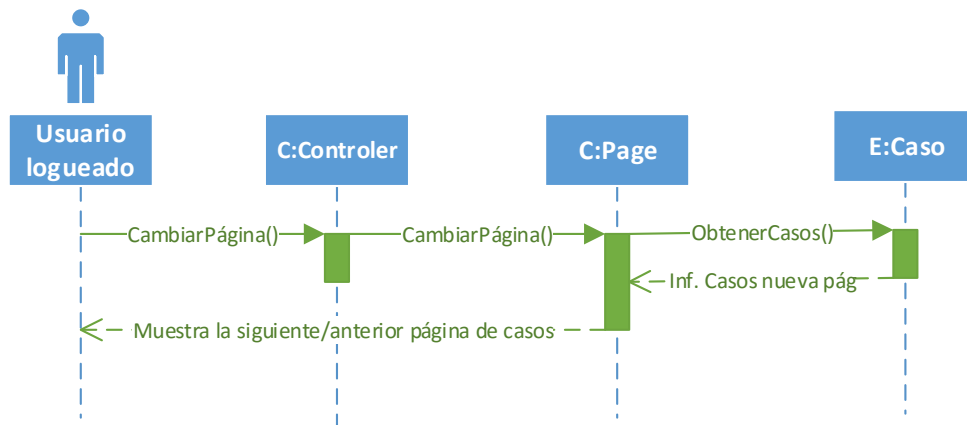 Usuario
logueado
C:Controler
C:Page
E:Caso
CambiarPágina()
CambiarPágina()
ObtenerCasos()
Inf. Casos nueva pág
Muestra la siguiente/anterior página de casos